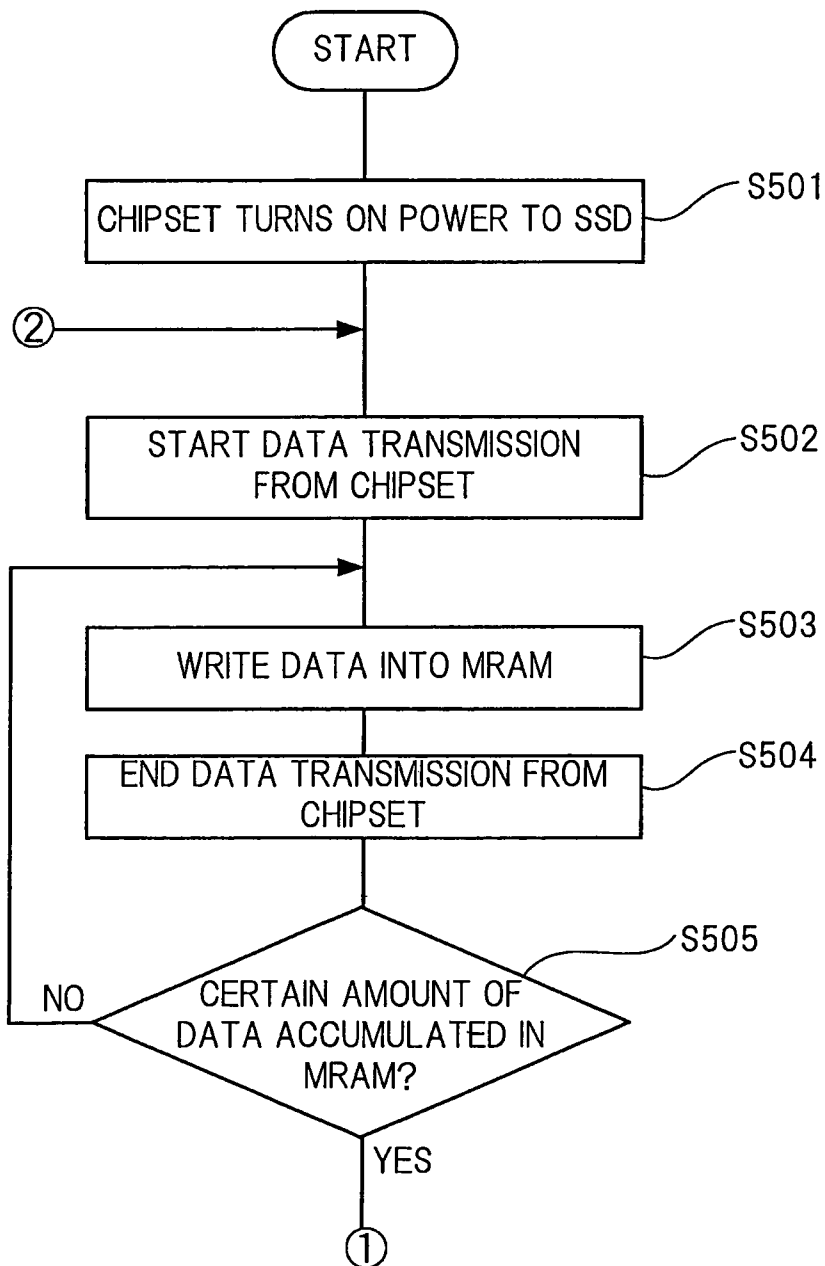 START
CHIPSET TURNS ON POWER TO SSD
S501
②
START DATA TRANSMISSION
FROM CHIPSET
S502
WRITE DATA INTO MRAM
S503
END DATA TRANSMISSION FROM
CHIPSET
S504
S505
NO
CERTAIN AMOUNT OF
DATA ACCUMULATED IN
MRAM?
YES
①